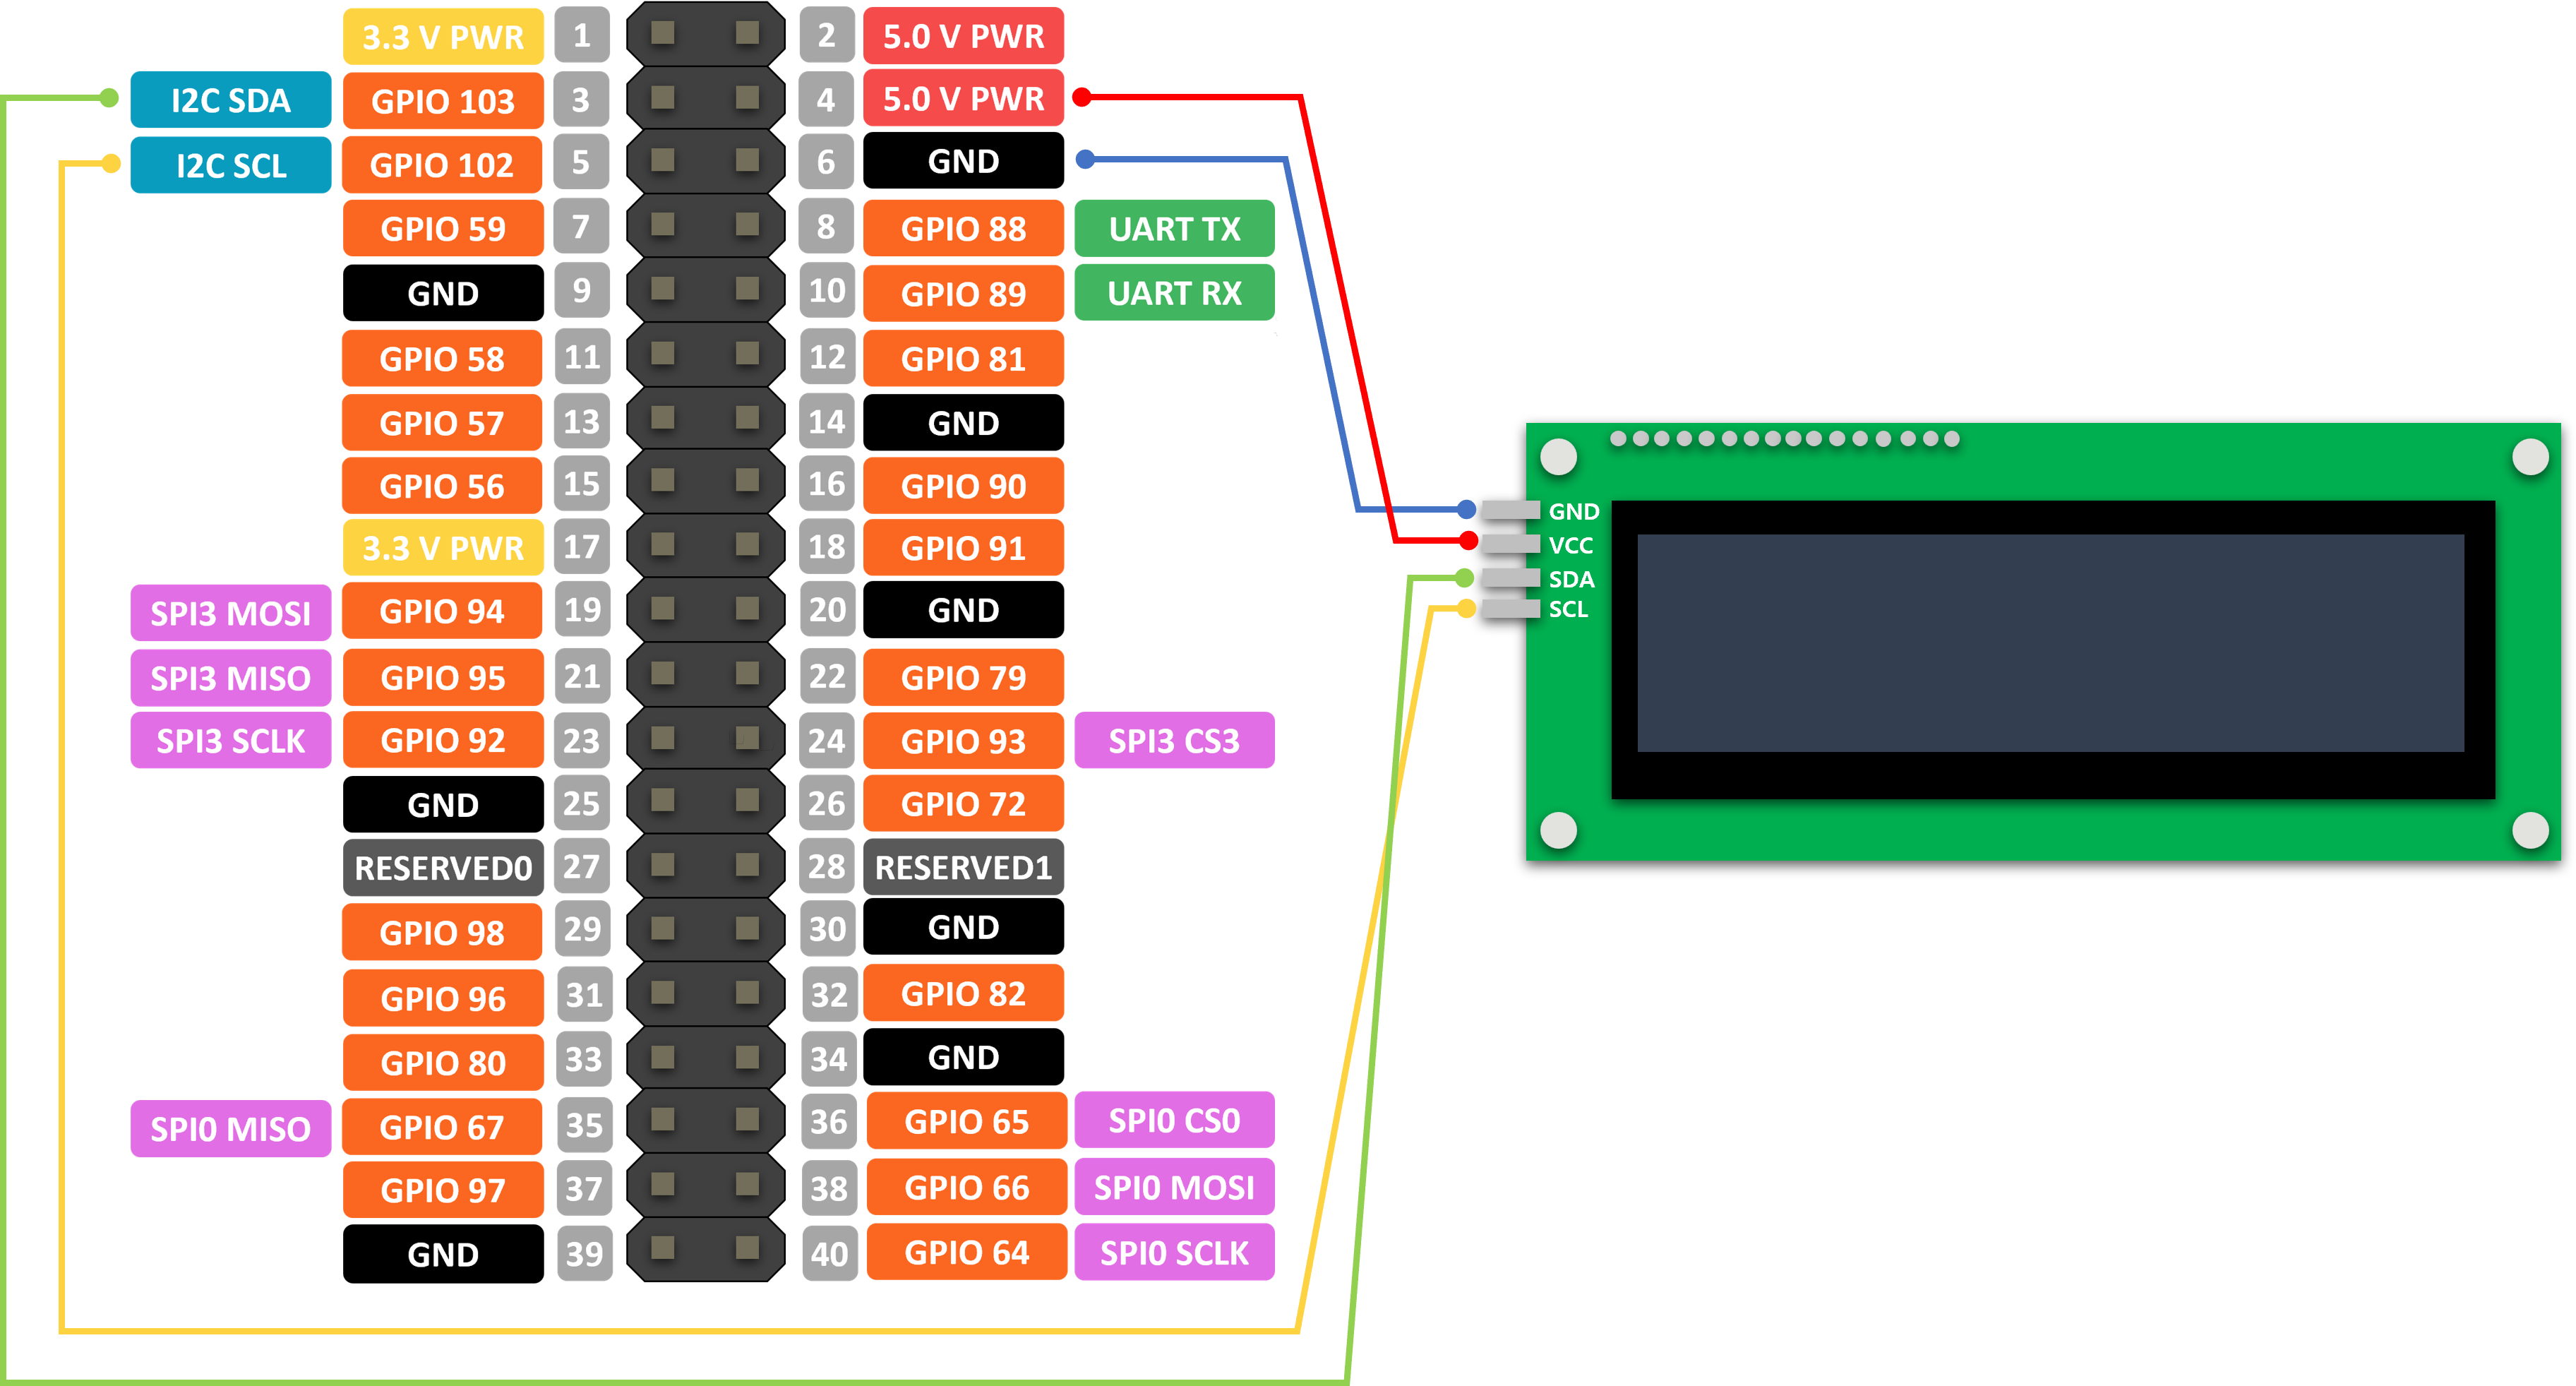 3.3 V PWR 1 2 5.0 V PWR
I2C SDA GPIO 103 3 4 5.0 V PWR
I2C SCL GPIO 102 5 6 GND
GPIO 59 7 8 GPIO 88 UART TX
GND 9 10 GPIO 89 UART RX
GPIO 58 11 12 GPIO 81
GPIO 57 13 14 GND
GPIO 56 15 16 GPIO 90
3.3 V PWR 17 18 GPIO 91
SPI3 MOSI GPIO 94 19 20 GND
SPI3 MISO GPIO 95 21 22 GPIO 79
SPI3 SCLK GPIO 92 23 24 GPIO 93 SPI3 CS3
GND 25 26 GPIO 72
RESERVED0 27 28 RESERVED1
GPIO 98 29 30 GND
GPIO 96 31 32 GPIO 82
GPIO 80 33 34 GND
SPI0 MISO GPIO 67 35 36 GPIO 65 SPI0 CS0
GPIO 97 37 38 GPIO 66 SPI0 MOSI
GND 39 40 GPIO 64 SPI0 SCLK
GND
VCC
SDA
SCL